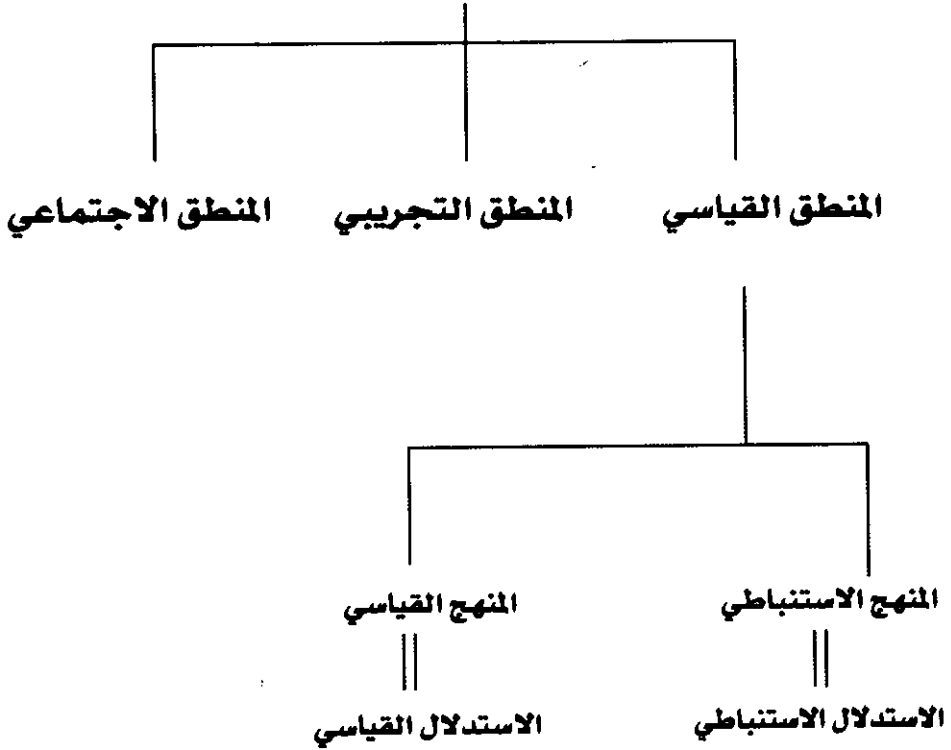 المنطق القياسي المنطق التجريبي المنطق الاجتماعي
المنهج الاستنباطي المنهج القياسي
الاستدلال الاستنباطي الاستدلال القياسي